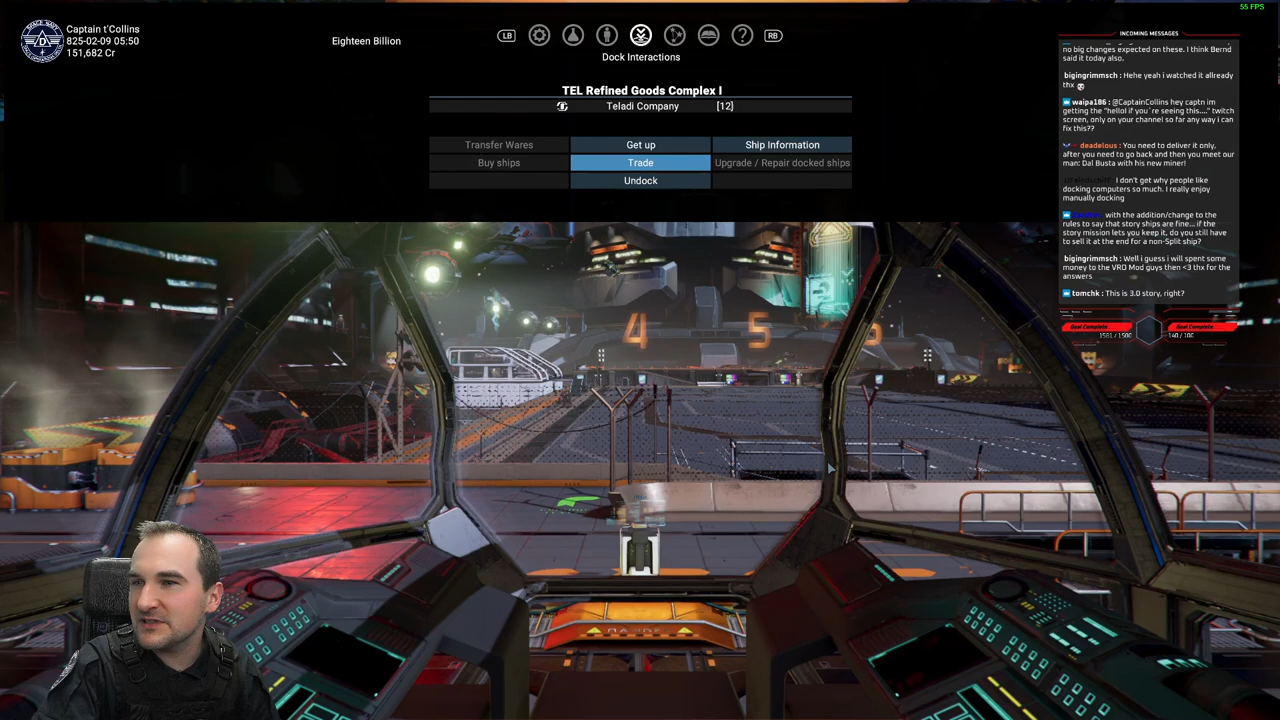 55 FPS
Captain t'Collins
825-02-09 05:50
151,682 Cr
Eighteen Billion
LB
?
RB
Dock Interactions
TEL Refined Goods Complex I
Teladi Company [12]
Transfer Wares Get up Ship Information
Buy ships Trade Upgrade / Repair docked ships
Undock
INCOMING MESSAGES
no big changes expected on these. I think Bernd
said it today also.
bigingrimmsch : Hehe yeah i watched it allready
thx
waipa186 : @CaptainCollins hey captn im
getting the "hello! if you're seeing this...." twitch
screen, only on your channel so far any way i can
fix this??
deadelous : You need to deliver it only,
after you need to go back and then you meet our
man: Dal Busta with his new miner!
I don't get why people like
docking computers so much. I really enjoy
manually docking
with the addition/change to the
rules to say that story ships are fine... if the
story mission lets you keep it, do you still have
to sell it at the end for a non-Split ship?
bigingrimmsch : Well i guess i will spent some
money to the VRO Mod guys then <3 thx for the
answers
tomchk : This is 3.0 story, right?
Goal Complete Goal Complete
1581 / 1500 140 / 100
4 5